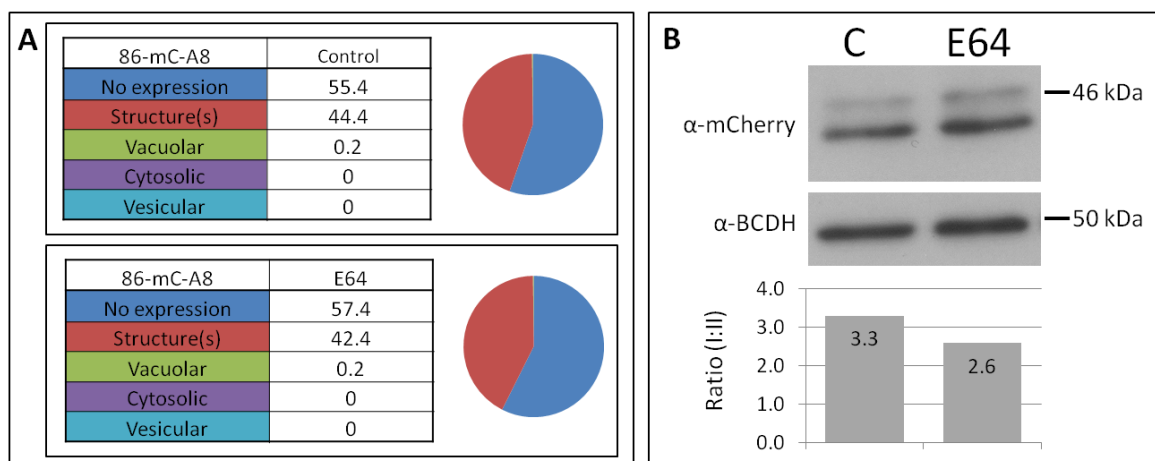 A
86-mC-A8 Control
No expression 55.4
Structure(s) 44.4
Vacuolar 0.2
Cytosolic 0
Vesicular 0
86-mC-A8 E64
No expression 57.4
Structure(s) 42.4
Vacuolar 0.2
Cytosolic 0
Vesicular 0
B
C E64
46 kDa
α-mCherry
50 kDa
α-BCDH
Ratio (I:II)
4.0
3.0
2.0
1.0
0.0
3.3
2.6